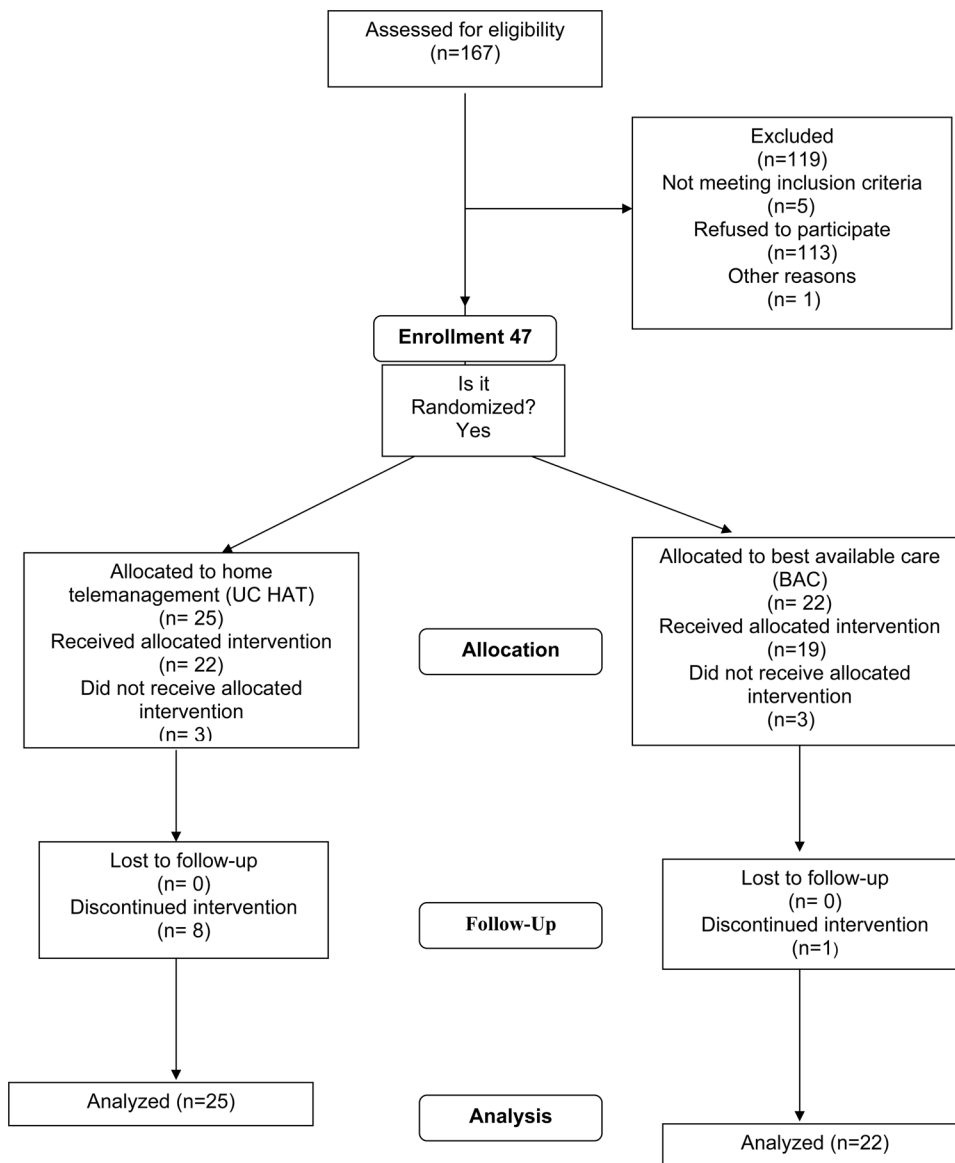 Assessed for eligibility
(n=167)
Excluded
(n=119)
Not meeting inclusion criteria
(n=5)
Refused to participate
(n=113)
Other reasons
(n= 1)
Enrollment 47
Is it
Randomized?
Yes
Allocated to home
telemanagement (UC HAT)
(n= 25)
Received allocated intervention
(n= 22)
Did not receive allocated
intervention
(n= 3)
Allocation
Allocated to best available care
(BAC)
(n= 22)
Received allocated intervention
(n=19)
Did not receive allocated
intervention
(n=3)
Lost to follow-up
(n= 0)
Discontinued intervention
(n= 8)
Follow-Up
Lost to follow-up
(n= 0)
Discontinued intervention
(n=1)
Analyzed (n=25)
Analysis
Analyzed (n=22)